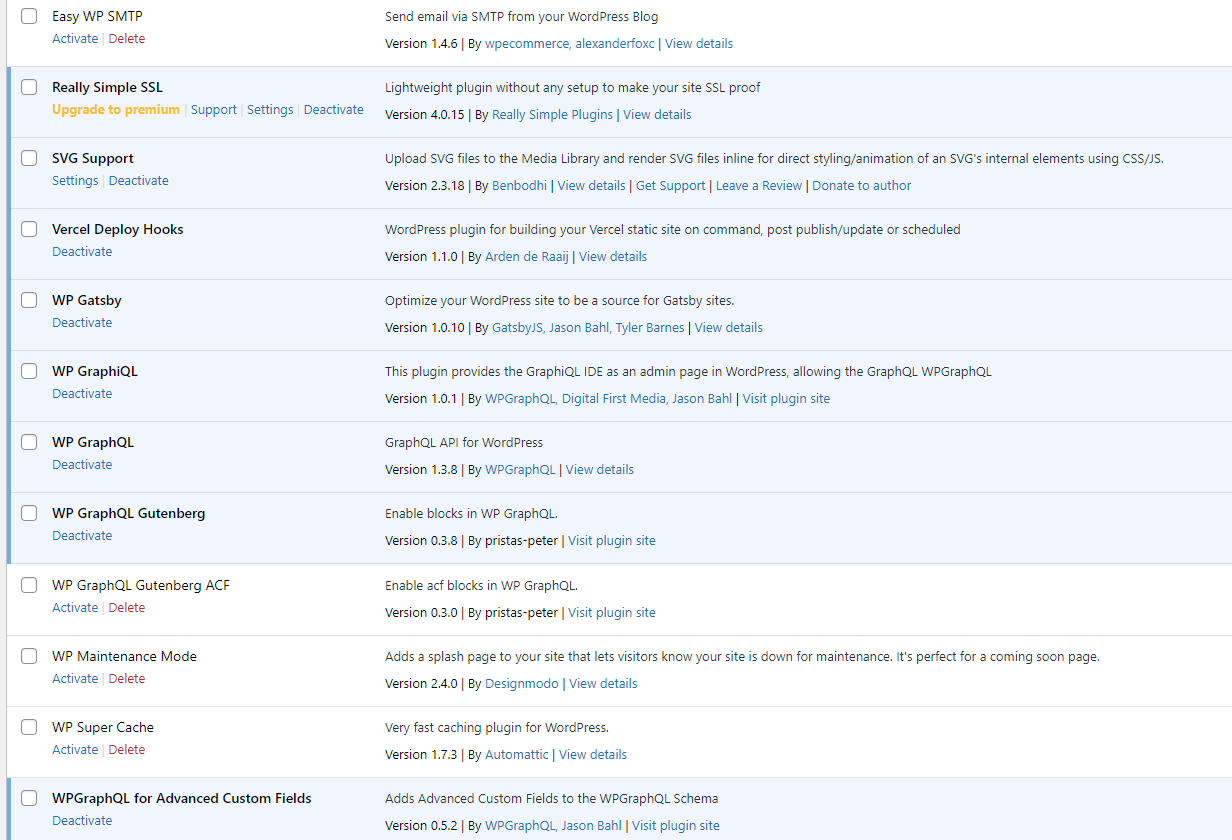 Easy WP SMTP
Activate | Delete
Send email via SMTP from your WordPress Blog
Version 1.4.6 | By wpecommerce, alexanderfoxc | View details
Really Simple SSL
Upgrade to premium | Support | Settings | Deactivate
Lightweight plugin without any setup to make your site SSL proof
Version 4.0.15 | By Really Simple Plugins | View details
SVG Support
Settings | Deactivate
Upload SVG files to the Media Library and render SVG files inline for direct styling/animation of an SVG's internal elements using CSS/JS.
Version 2.3.18 | By Benbodhi | View details | Get Support | Leave a Review | Donate to author
Vercel Deploy Hooks
Deactivate
WordPress plugin for building your Vercel static site on command, post publish/update or scheduled
Version 1.1.0 | By Arden de Raaij | View details
WP Gatsby
Deactivate
Optimize your WordPress site to be a source for Gatsby sites.
Version 1.0.10 | By GatsbyJS, Jason Bahl, Tyler Barnes | View details
WP GraphiQL
Deactivate
This plugin provides the GraphiQL IDE as an admin page in WordPress, allowing the GraphQL WPGraphQL
Version 1.0.1 | By WPGraphQL, Digital First Media, Jason Bahl | Visit plugin site
WP GraphQL
Deactivate
GraphQL API for WordPress
Version 1.3.8 | By WPGraphQL | View details
WP GraphQL Gutenberg
Deactivate
Enable blocks in WP GraphQL.
Version 0.3.8 | By pristas-peter | Visit plugin site
WP GraphQL Gutenberg ACF
Activate | Delete
Enable acf blocks in WP GraphQL.
Version 0.3.0 | By pristas-peter | Visit plugin site
WP Maintenance Mode
Activate | Delete
Adds a splash page to your site that lets visitors know your site is down for maintenance. It's perfect for a coming soon page.
Version 2.4.0 | By Designmodo | View details
WP Super Cache
Activate | Delete
Very fast caching plugin for WordPress.
Version 1.7.3 | By Automattic | View details
WPGraphQL for Advanced Custom Fields
Deactivate
Adds Advanced Custom Fields to the WPGraphQL Schema
Version 0.5.2 | By WPGraphQL, Jason Bahl | Visit plugin site